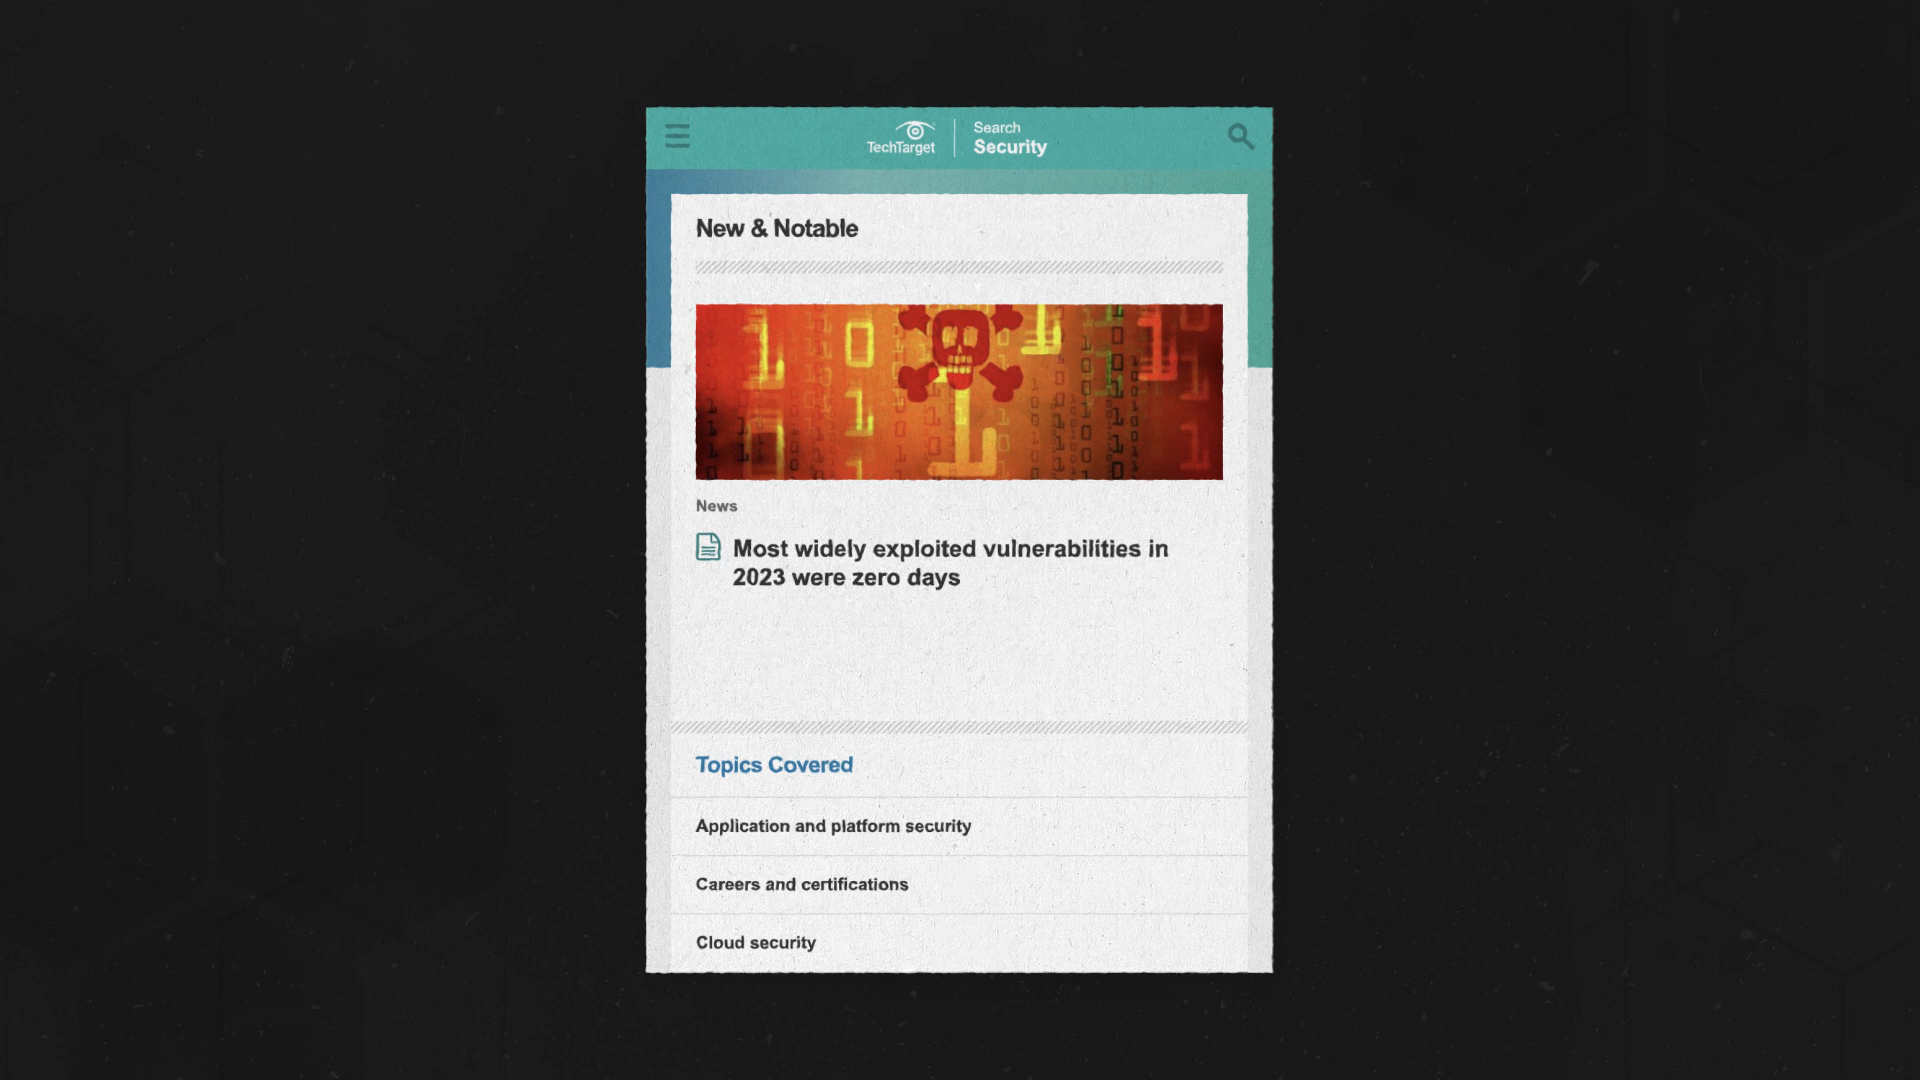 TechTarget
Search
Security
New & Notable
News
Most widely exploited vulnerabilities in
2023 were zero days
Topics Covered
Application and platform security
Careers and certifications
Cloud security